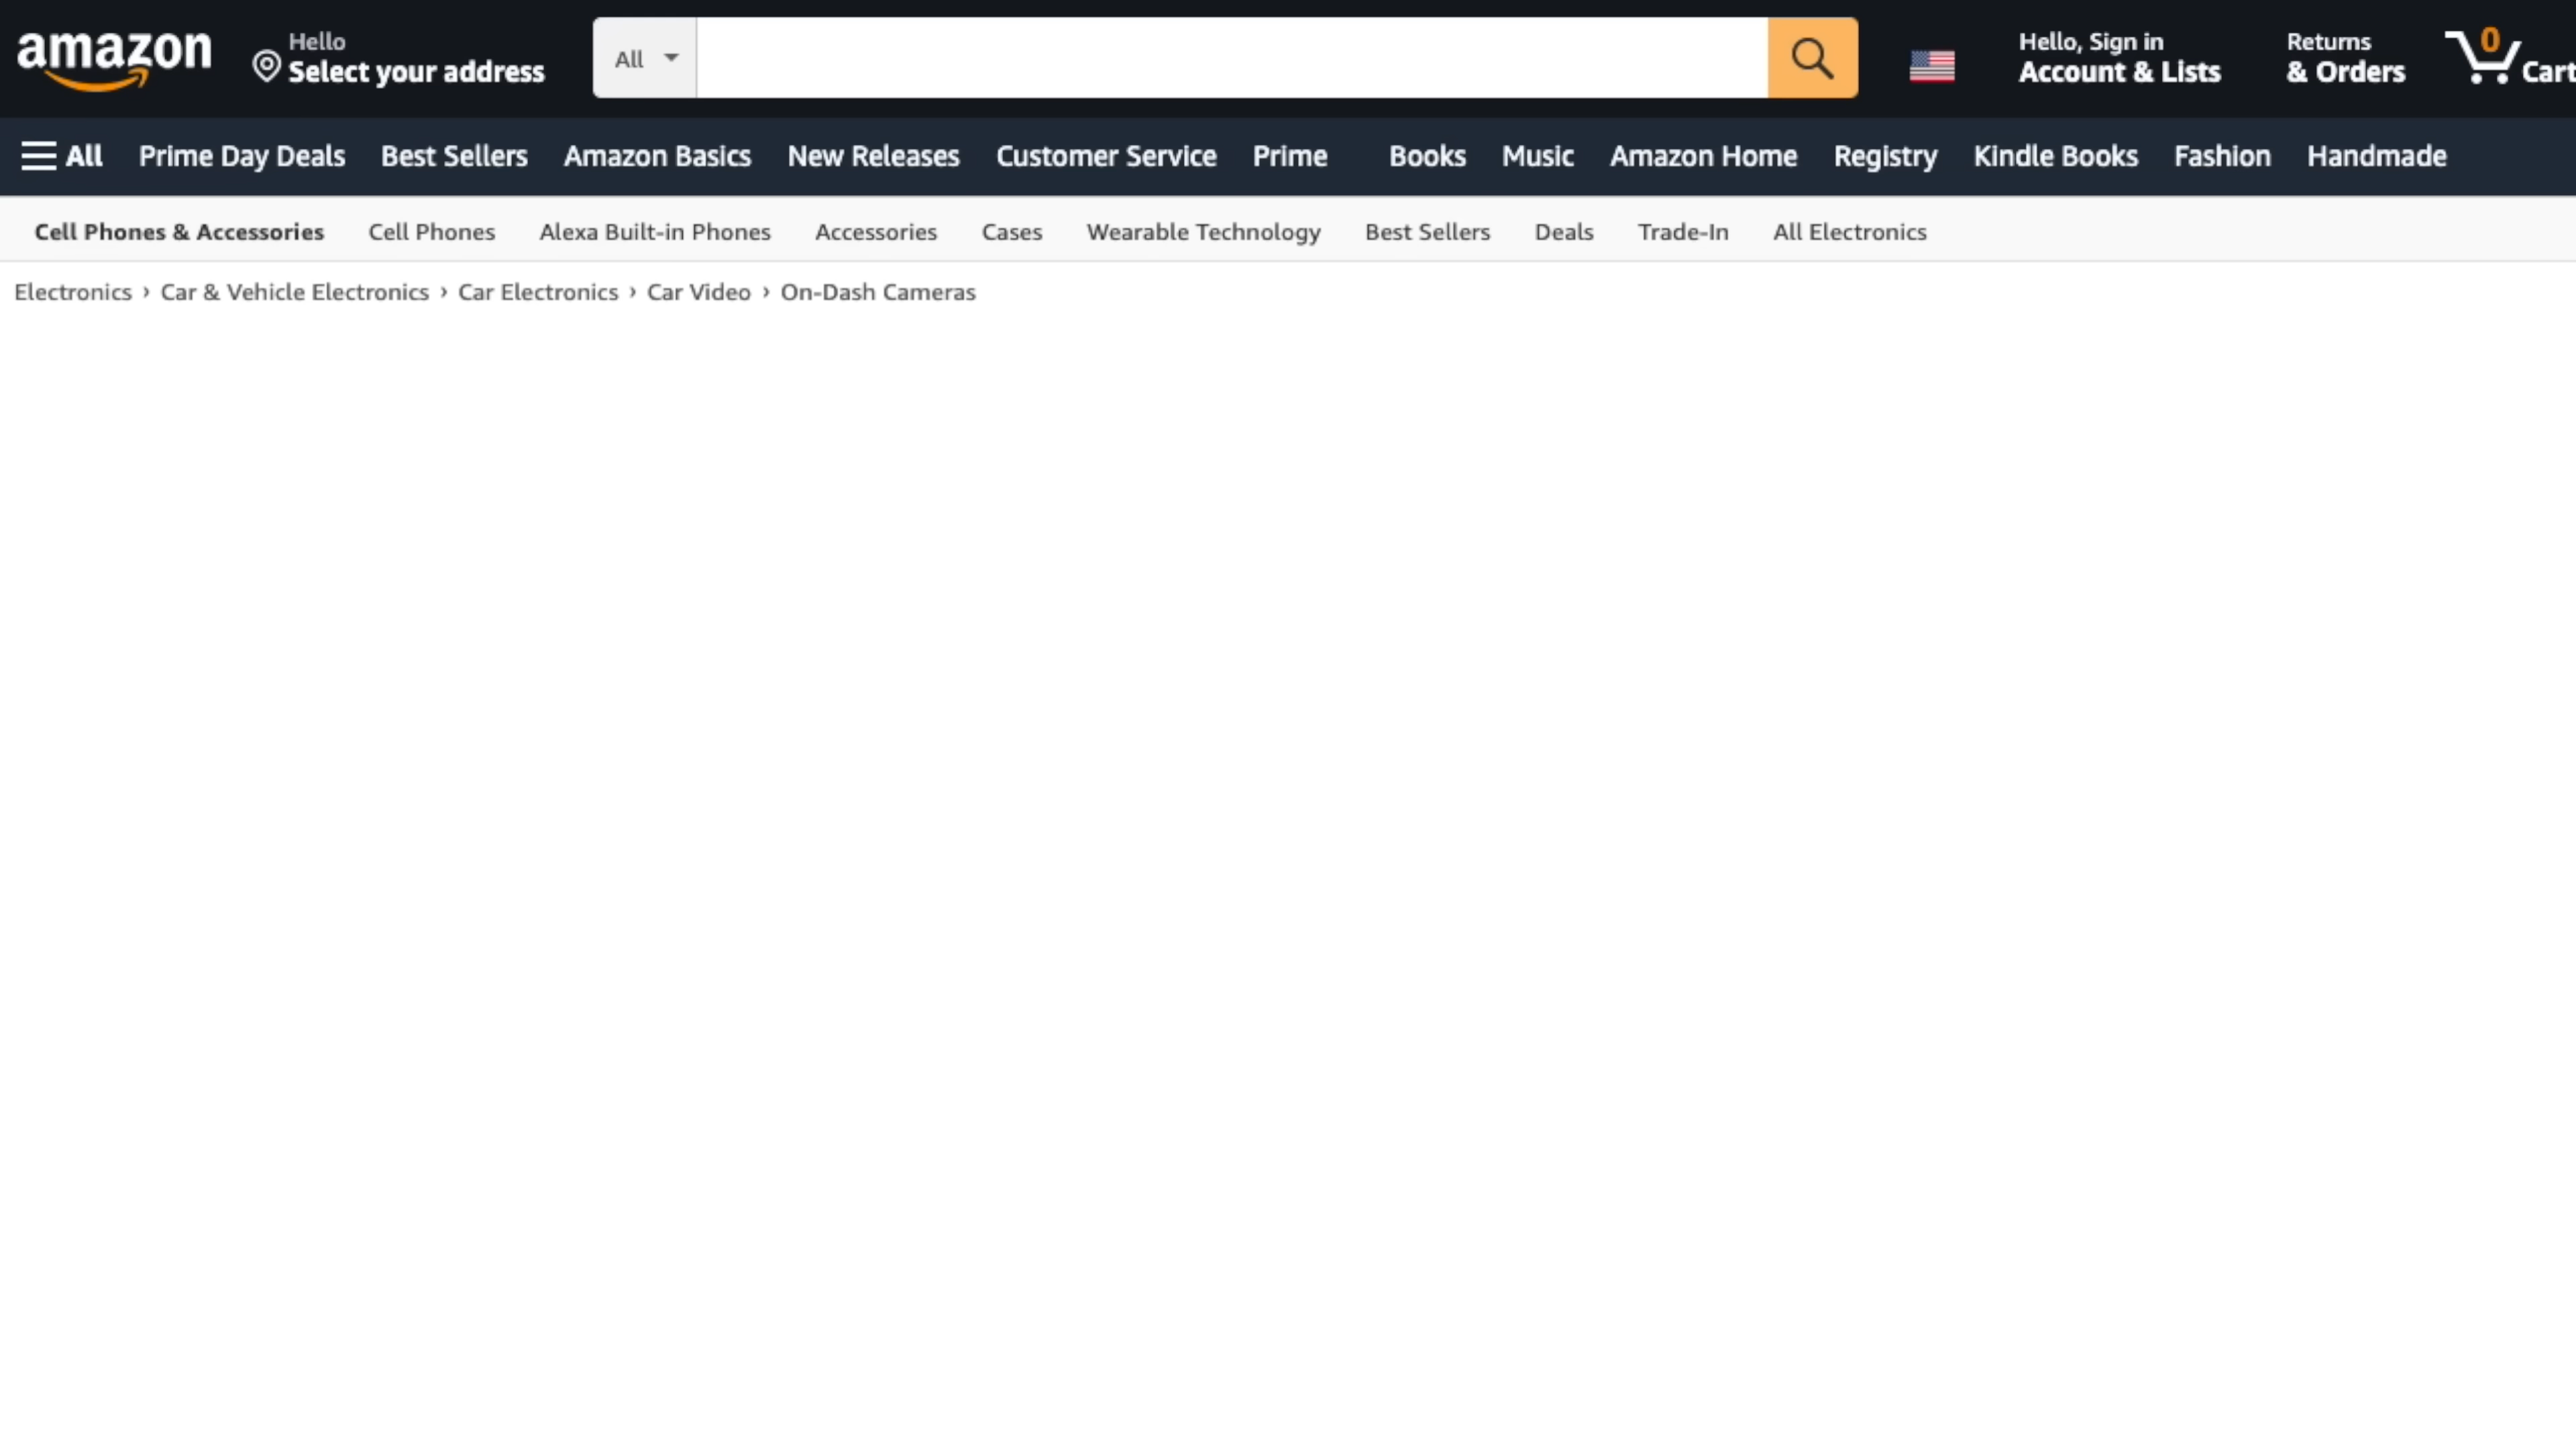 amazon
Hello
Select your address
All
Hello, Sign in
Account & Lists
Returns
& Orders
0
Cart
All Prime Day Deals Best Sellers Amazon Basics New Releases Customer Service Prime Books Music Amazon Home Registry Kindle Books Fashion Handmade
Cell Phones & Accessories Cell Phones Alexa Built-in Phones Accessories Cases Wearable Technology Best Sellers Deals Trade-In All Electronics
Electronics › Car & Vehicle Electronics › Car Electronics › Car Video › On-Dash Cameras